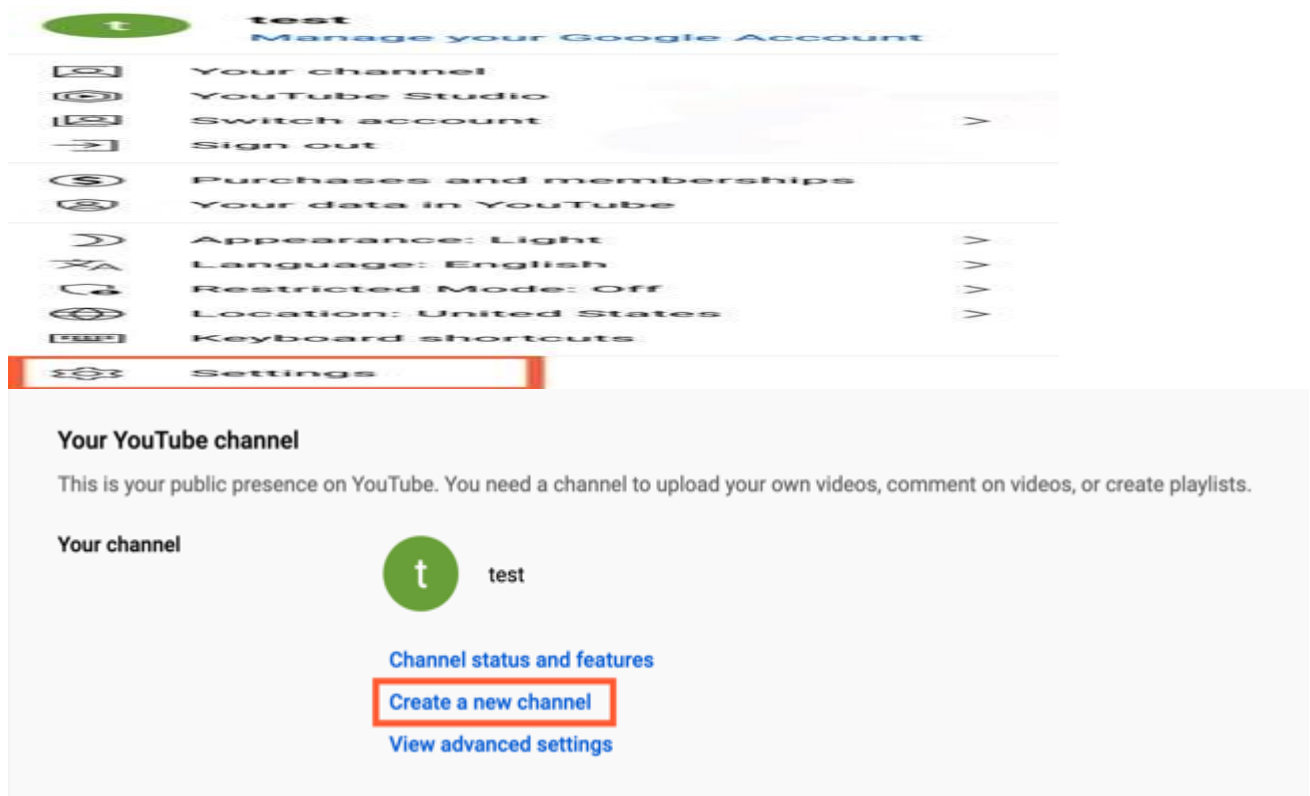 t
test
Manage your Google Account
Your channel
YouTube Studio
Switch account
Sign out
Purchases and memberships
Your data in YouTube
Appearance: Light
Language: English
Restricted Mode: Off
Location: United States
Keyboard shortcuts
Settings
Your YouTube channel
This is your public presence on YouTube. You need a channel to upload your own videos, comment on videos, or create playlists.
Your channel
t
test
Channel status and features
Create a new channel
View advanced settings